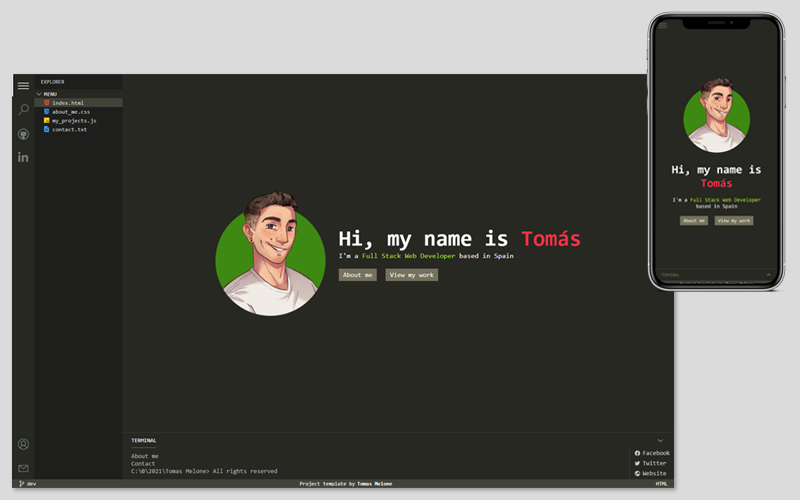 EXPLORER
MENU
index.html
about_me.css
my_projects.js
contact.txt
Hi, my name is Tomás
I'm a Full Stack Web Developer based in Spain
About me View my work
TERMINAL
About me
Contact
C:\0\2021\Tomas Melone> All rights reserved
Facebook
Twitter
Website
dev
Project template by Tomas Melone
HTML
Hi, my name is
Tomás
I'm a Full Stack Web Developer
based in Spain
About me View my work
TERMINAL